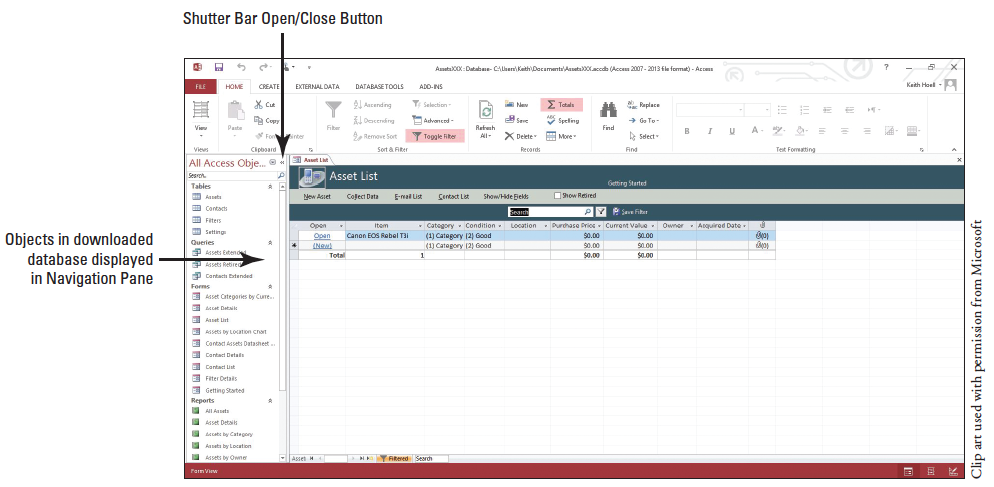 Shutter Bar Open/Close Button
AssetsXXX : Database- C:\Users\Keith\Documents\AssetsXXX.accdb (Access 2007 - 2013 file format) - Access
?
FILE HOME CREATE EXTERNAL DATA DATABASE TOOLS ADD-INS Keith Hoell
View
Views
Paste
Cut
Copy
Clipboard
Filter
Ascending
Descending
Remove Sort
Selection
Advanced
Toggle Filter
Sort & Filter
Refresh
All
New
Save
Delete
Totals
Spelling
More
Records
Find
Replace
Go To
Select
Find
B I U A
Text Formatting
All Access Obje...
Search..
Tables
Assets
Contacts
Filters
Settings
Queries
Assets Extended
Assets Retired
Contacts Extended
Forms
Asset Categories by Curre...
Asset Details
Asset List
Assets by Location Chart
Contact Assets Datasheet ...
Contact Details
Contact List
Filter Details
Getting Started
Reports
All Assets
Asset Details
Assets by Category
Assets by Location
Assets by Owner
Asset List
Asset List
Getting Started
New Asset Collect Data E-mail List Contact List Show/Hide Fields Show Retired
Search Save Filter
Open Item Category Condition Location Purchase Price Current Value Owner Acquired Date
Open Canon EOS Rebel T3i (1) Category (2) Good $0.00 $0.00 (0)
(New) (1) Category (2) Good $0.00 $0.00 (0)
Total 1 $0.00 $0.00
Filtered Search
Form View
Objects in downloaded
database displayed
in Navigation Pane
Clip art used with permission from Microsoft